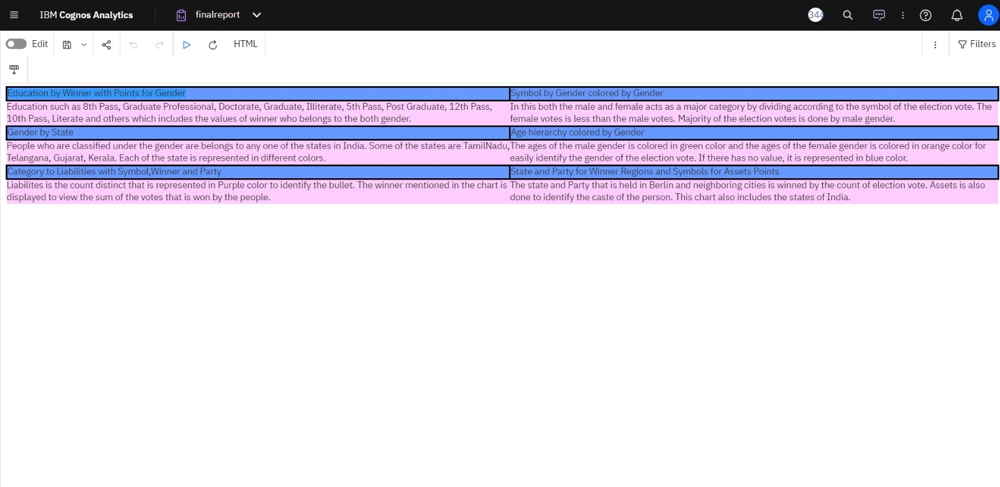 IBM Cognos Analytics
finalreport
344
Edit
HTML
Filters
Education by Winner with Points for Gender
Education such as 8th Pass, Graduate Professional, Doctorate, Graduate, Illiterate, 5th Pass, Post Graduate, 12th Pass,
10th Pass, Literate and others which includes the values of winner who belongs to the both gender.
Symbol by Gender colored by Gender
In this both the male and female acts as a major category by dividing according to the symbol of the election vote. The
female votes is less than the male votes. Majority of the election votes is done by male gender.
Gender by State
People who are classified under the gender are belongs to any one of the states in India. Some of the states are TamilNadu,
Telangana, Gujarat, Kerala. Each of the state is represented in different colors.
Age hierarchy colored by Gender
The ages of the male gender is colored in green color and the ages of the female gender is colored in orange color for
easily identify the gender of the election vote. If there has no value, it is represented in blue color.
Category to Liabilities with Symbol,Winner and Party
Liabilites is the count distinct that is represented in Purple color to identify the bullet. The winner mentioned in the chart is
displayed to view the sum of the votes that is won by the people.
State and Party for Winner Regions and Symbols for Assets Points
The state and Party that is held in Berlin and neighboring cities is winned by the count of election vote. Assets is also
done to identify the caste of the person. This chart also includes the states of India.